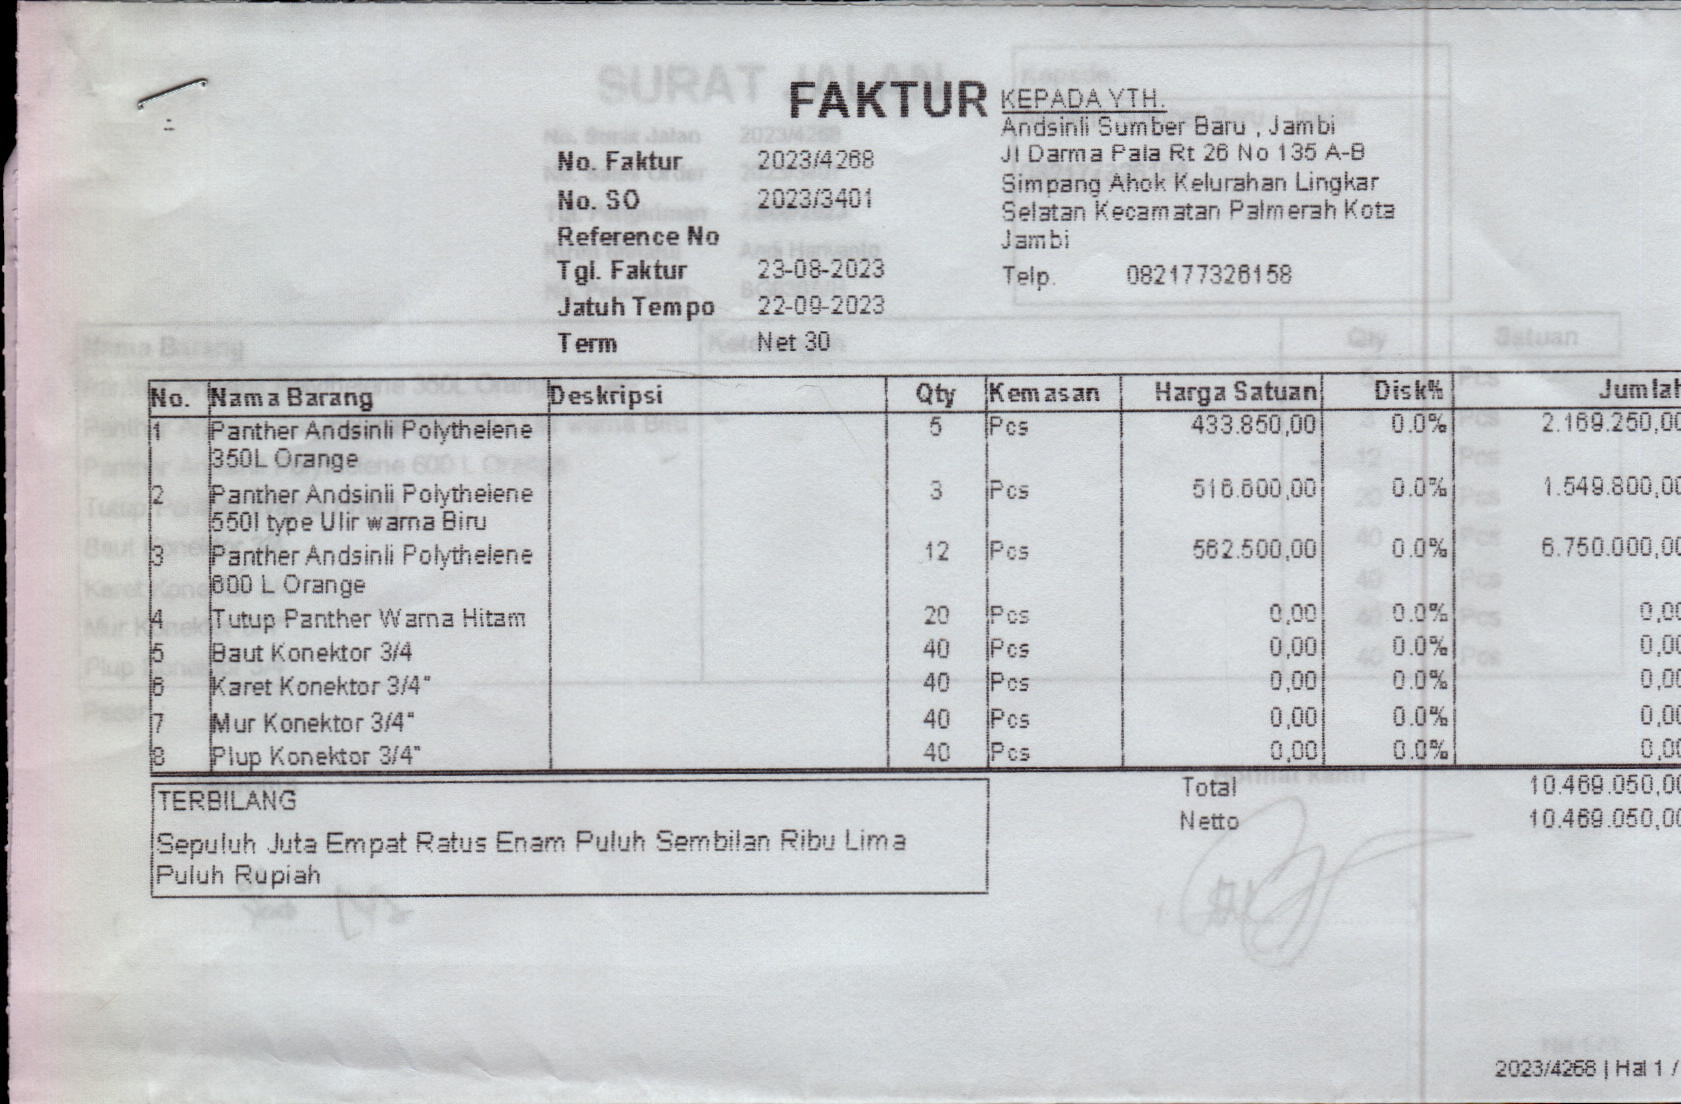 FAKTUR
KEPADA YTH.
Andsinli Sumber Baru , Jambi
Jl Darma Pala Rt 26 No 135 A-B
Simpang Ahok Kelurahan Lingkar
Selatan Kecamatan Palmerah Kota
Jambi
Telp. 082177326158
No. Faktur 2023/4268
No. SO 2023/3401
Reference No
Tgl. Faktur 23-08-2023
Jatuh Tempo 22-09-2023
Term Net 30
No. Nama Barang Deskripsi Qty Kemasan Harga Satuan Disk% Jumlah
1 Panther Andsinli Polythelene 5 Pcs 433.850,00 0.0% 2.169.250,00
350L Orange
2 Panther Andsinli Polythelene 3 Pcs 516.600,00 0.0% 1.549.800,00
550l type Ulir warna Biru
3 Panther Andsinli Polythelene 12 Pcs 562.500,00 0.0% 6.750.000,00
600 L Orange
4 Tutup Panther Warna Hitam 20 Pcs 0,00 0.0% 0,00
5 Baut Konektor 3/4 40 Pcs 0,00 0.0% 0,00
6 Karet Konektor 3/4" 40 Pcs 0,00 0.0% 0,00
7 Mur Konektor 3/4" 40 Pcs 0,00 0.0% 0,00
8 Plup Konektor 3/4" 40 Pcs 0,00 0.0% 0,00
Total 10.469.050,00
Netto 10.469.050,00
TERBILANG
Sepuluh Juta Empat Ratus Enam Puluh Sembilan Ribu Lima
Puluh Rupiah
2023/4268 | Hal 1 /